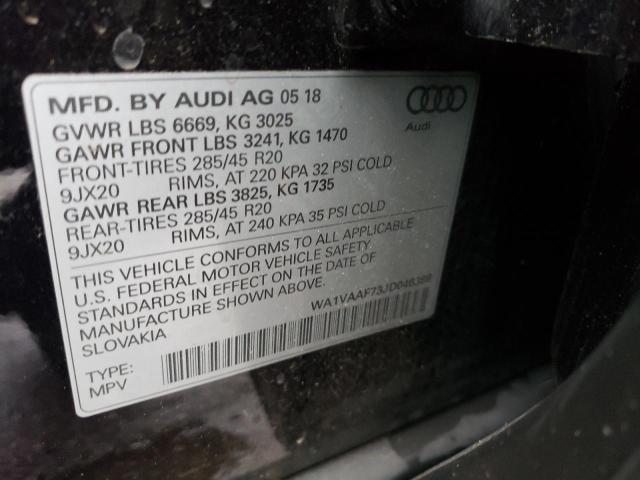 MFD. BY AUDI AG 05 18
GVWR LBS 6669, KG 3025
GAWR FRONT LBS 3241, KG 1470
FRONT-TIRES 285/45 R20
9JX20 RIMS, AT 220 KPA 32 PSI COLD
GAWR REAR LBS 3825, KG 1735
REAR-TIRES 285/45 R20
9JX20 RIMS, AT 240 KPA 35 PSI COLD
THIS VEHICLE CONFORMS TO ALL APPLICABLE
U.S. FEDERAL MOTOR VEHICLE SAFETY
STANDARDS IN EFFECT ON THE DATE OF
MANUFACTURE SHOWN ABOVE.
SLOVAKIA
TYPE:
MPV
Audi